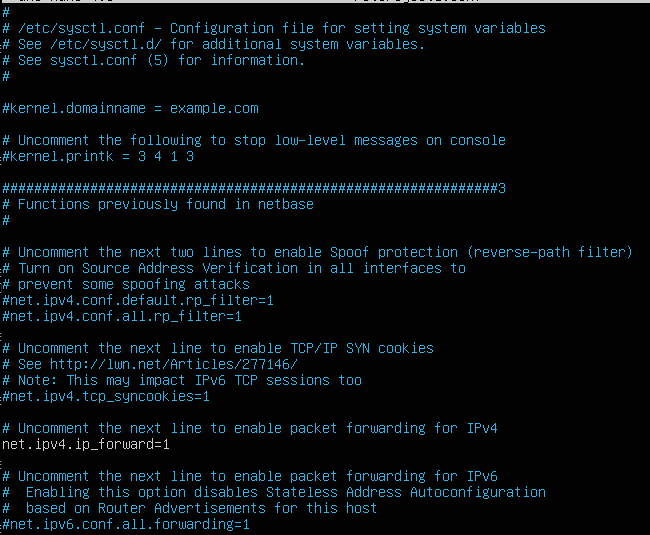 #
# /etc/sysctl.conf - Configuration file for setting system variables
# See /etc/sysctl.d/ for additional system variables.
# See sysctl.conf (5) for information.
#
#kernel.domainname = example.com
# Uncomment the following to stop low-level messages on console
#kernel.printk = 3 4 1 3
##############################################################3
# Functions previously found in netbase
#
# Uncomment the next two lines to enable Spoof protection (reverse-path filter)
# Turn on Source Address Verification in all interfaces to
# prevent some spoofing attacks
#net.ipv4.conf.default.rp_filter=1
#net.ipv4.conf.all.rp_filter=1
# Uncomment the next line to enable TCP/IP SYN cookies
# See http://lwn.net/Articles/277146/
# Note: This may impact IPv6 TCP sessions too
#net.ipv4.tcp_syncookies=1
# Uncomment the next line to enable packet forwarding for IPv4
net.ipv4.ip_forward=1
# Uncomment the next line to enable packet forwarding for IPv6
#  Enabling this option disables Stateless Address Autoconfiguration
#  based on Router Advertisements for this host
#net.ipv6.conf.all.forwarding=1